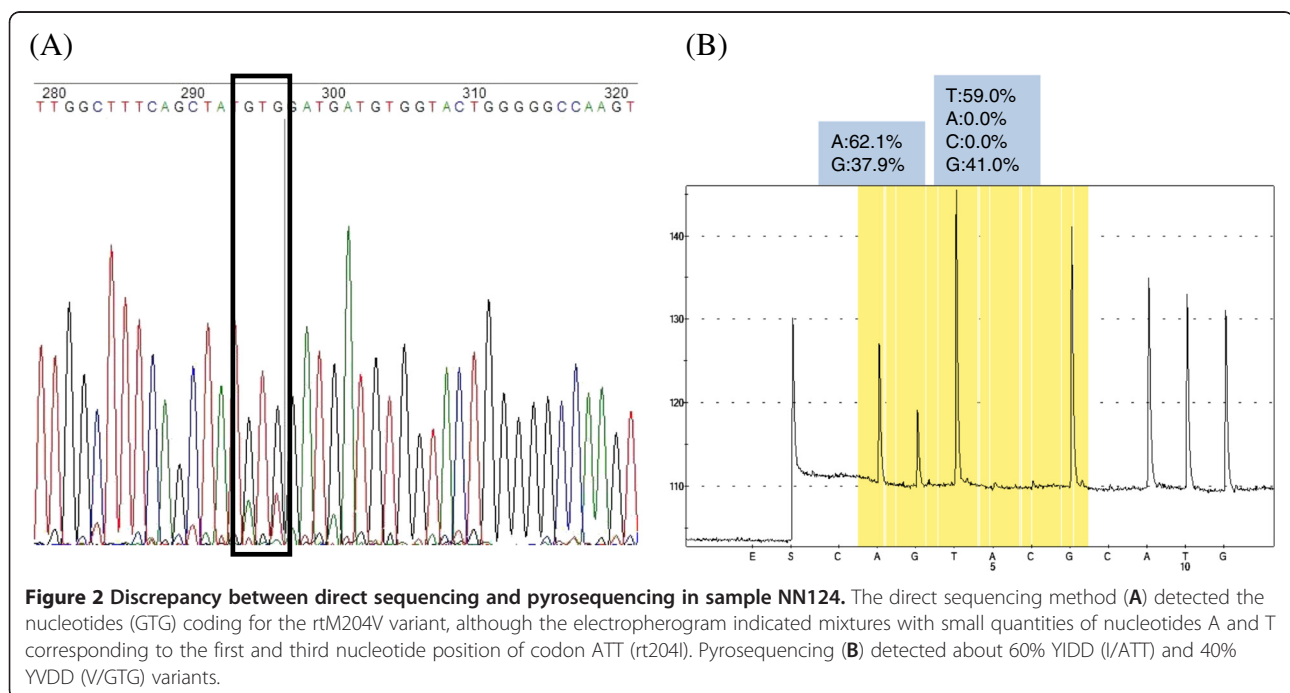 (A)
280 290 300 310 320
TTGGCTTTCAGCTATGTGGATGATGTGGTACTGGGGGCCAAGT
(B)
A:62.1%
G:37.9%
T:59.0%
A:0.0%
C:0.0%
G:41.0%
140
130
120
110
E S C A G T A C G C A T G
5 10
Figure 2 Discrepancy between direct sequencing and pyrosequencing in sample NN124. The direct sequencing method (A) detected the
nucleotides (GTG) coding for the rtM204V variant, although the electropherogram indicated mixtures with small quantities of nucleotides A and T
corresponding to the first and third nucleotide position of codon ATT (rt204I). Pyrosequencing (B) detected about 60% YIDD (I/ATT) and 40%
YVDD (V/GTG) variants.